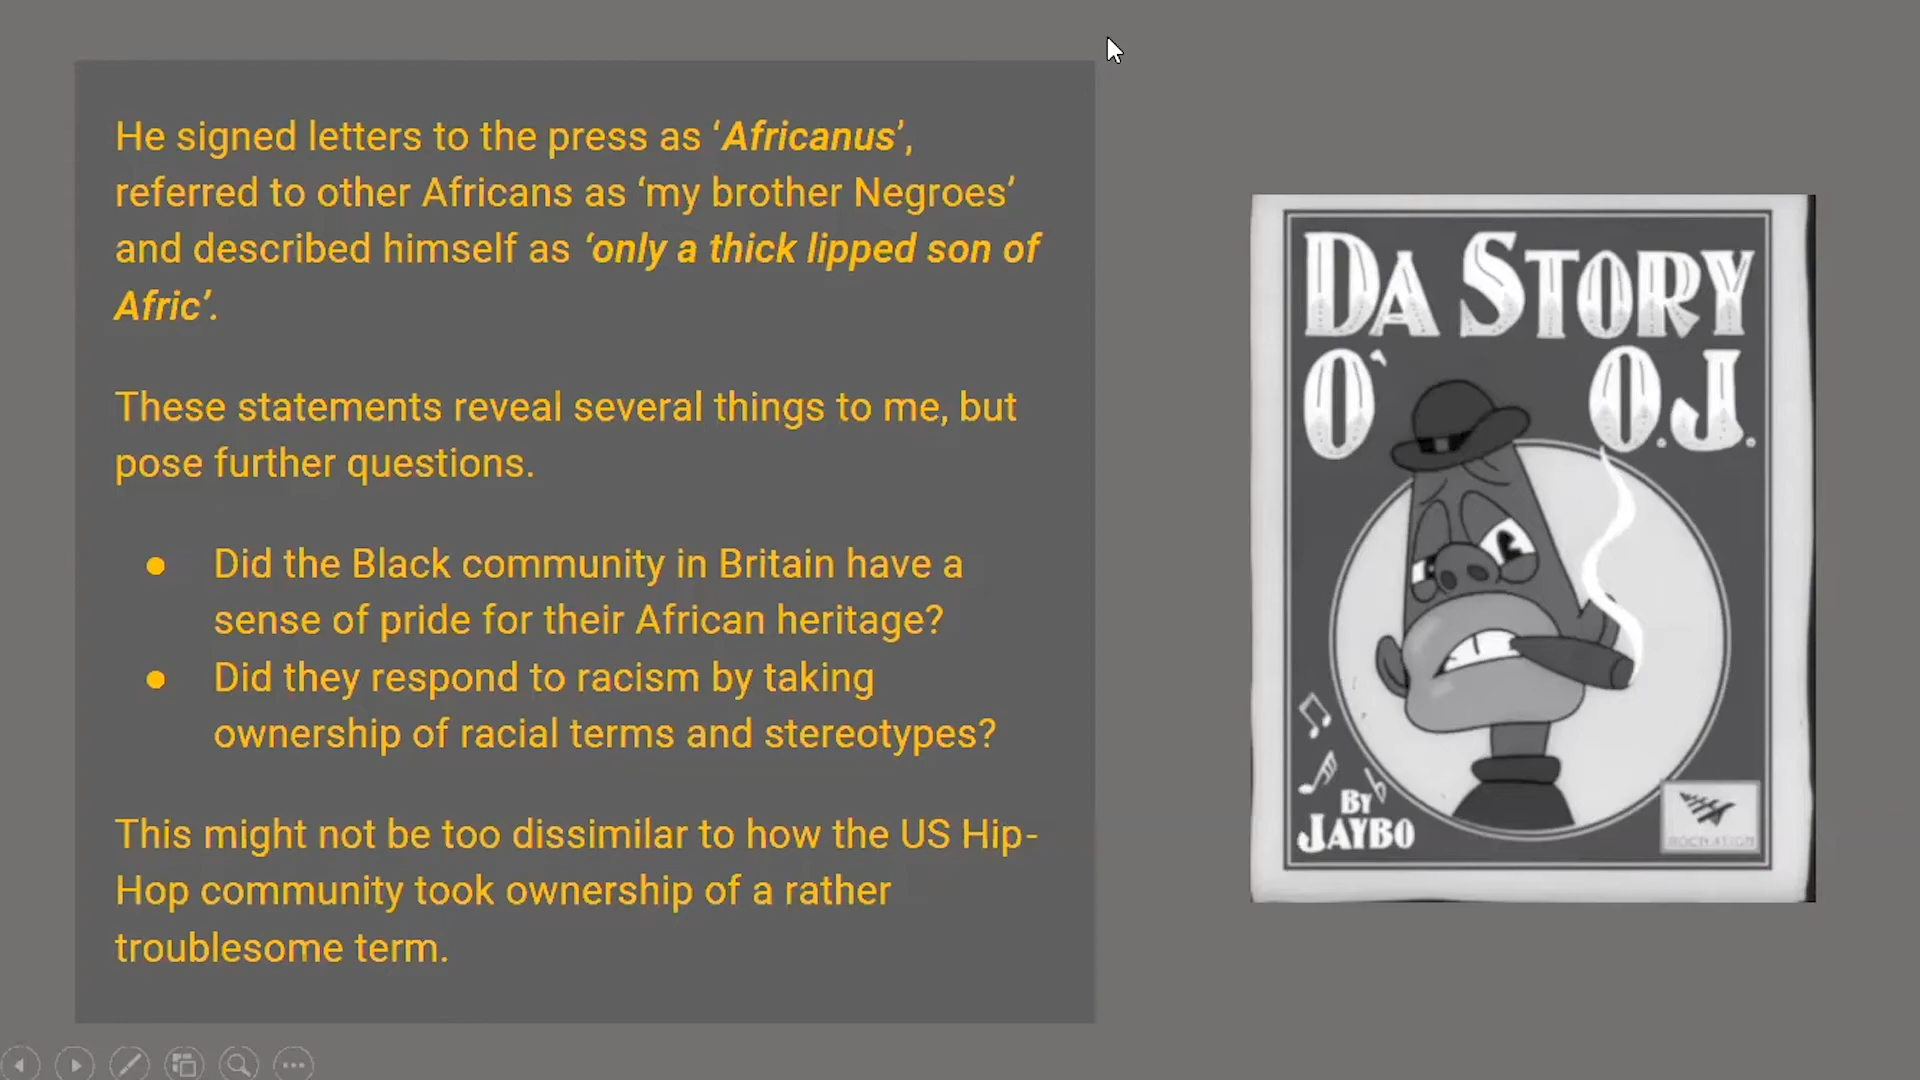 He signed letters to the press as ‘Africanus’,
referred to other Africans as ‘my brother Negroes’
and described himself as ‘only a thick lipped son of
Afric’.
These statements reveal several things to me, but
pose further questions.
● Did the Black community in Britain have a
sense of pride for their African heritage?
● Did they respond to racism by taking
ownership of racial terms and stereotypes?
This might not be too dissimilar to how the US Hip-
Hop community took ownership of a rather
troublesome term.
DA STORY
O` O.J.
BY
JAYBO
ROCNATION